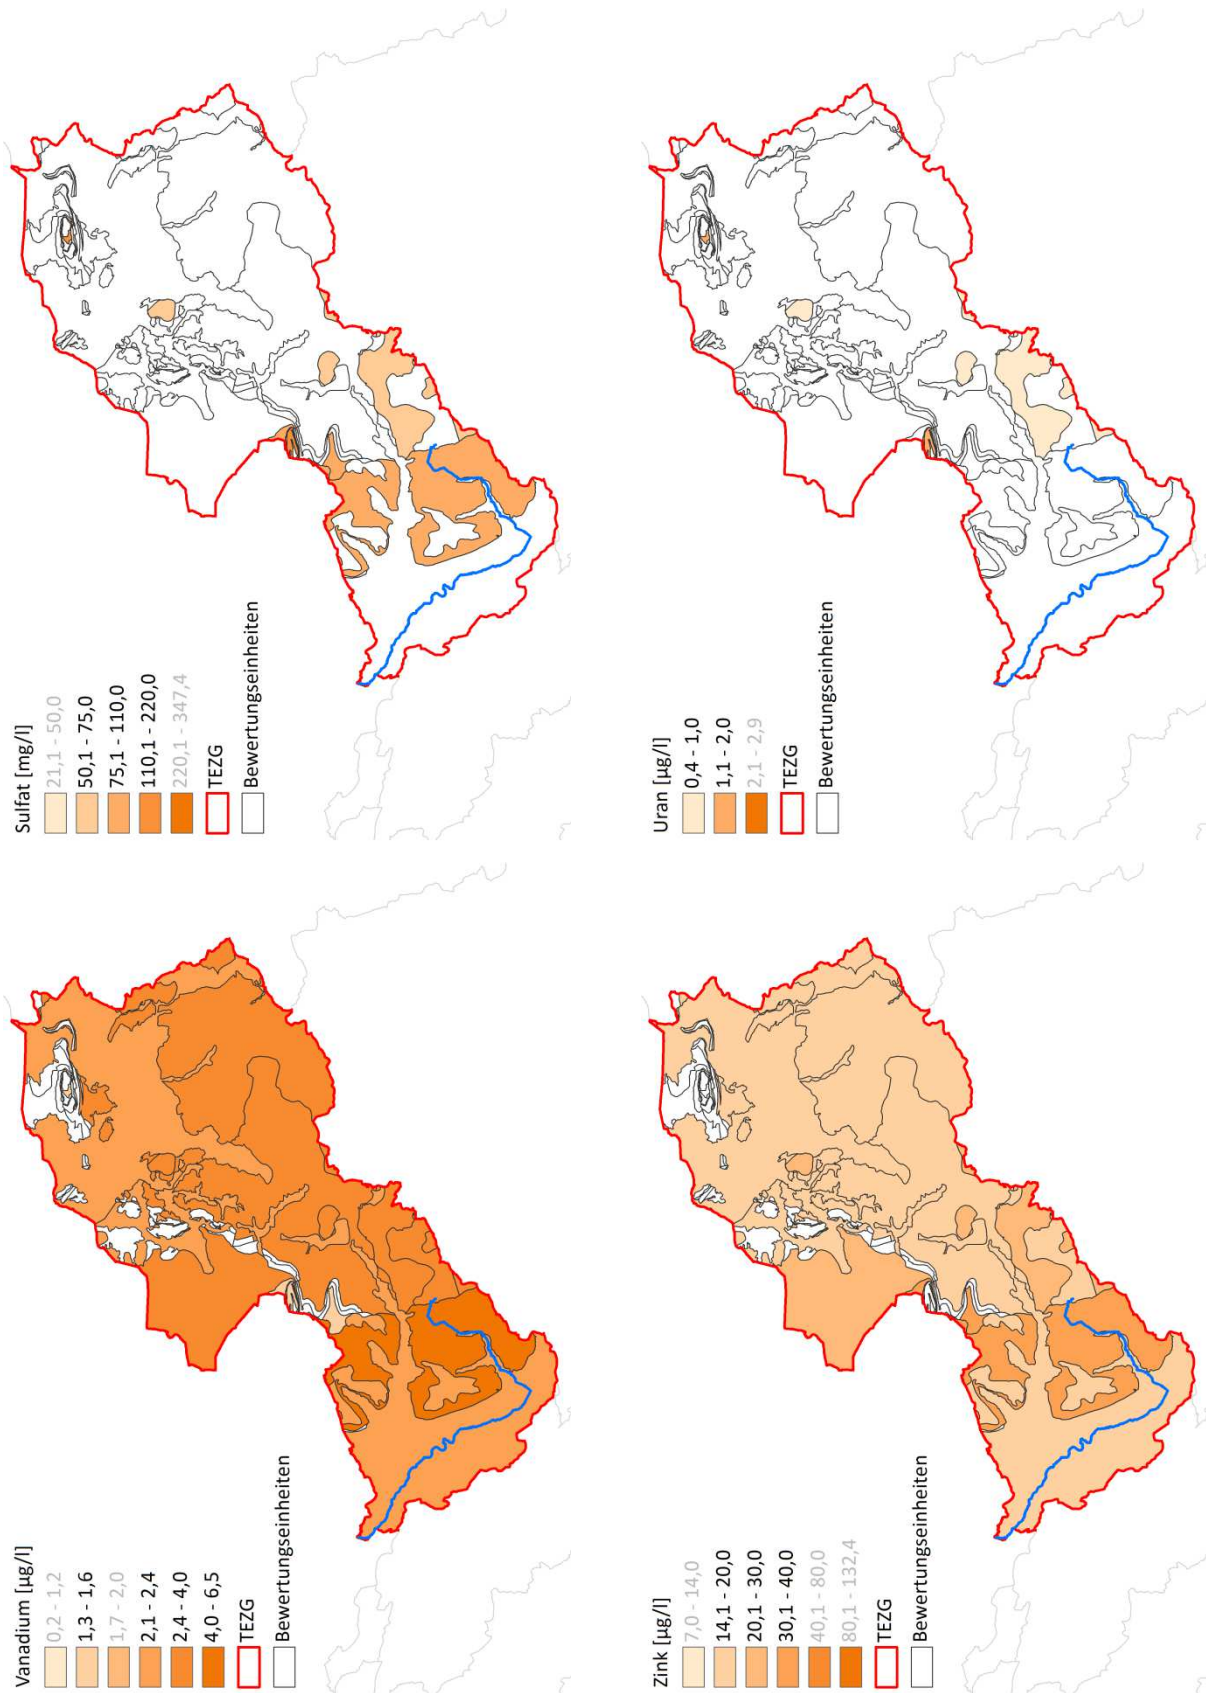 Vanadium [µg/l]
0,2 - 1,2
1,3 - 1,6
1,7 - 2,0
2,1 - 2,4
2,4 - 4,0
4,0 - 6,5
TEZG
Bewertungseinheiten
Sulfat [mg/l]
21,1 - 50,0
50,1 - 75,0
75,1 - 110,0
110,1 - 220,0
220,1 - 347,4
TEZG
Bewertungseinheiten
Zink [µg/l]
7,0 - 14,0
14,1 - 20,0
20,1 - 30,0
30,1 - 40,0
40,1 - 80,0
80,1 - 132,4
TEZG
Bewertungseinheiten
Uran [µg/l]
0,4 - 1,0
1,1 - 2,0
2,1 - 2,9
TEZG
Bewertungseinheiten